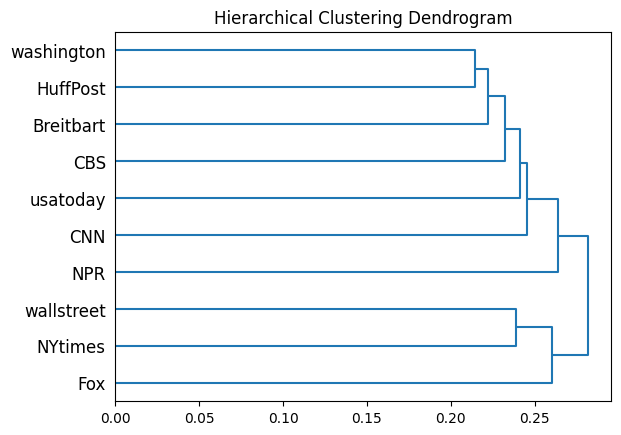 Hierarchical Clustering Dendrogram
washington
HuffPost
Breitbart
CBS
usatoday
CNN
NPR
wallstreet
NYtimes
Fox
0.00 0.05 0.10 0.15 0.20 0.25